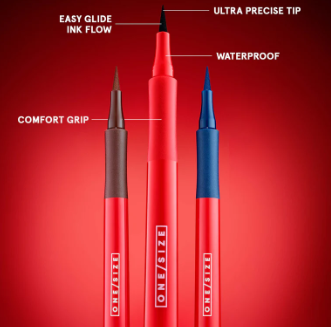 EASY GLIDE
INK FLOW
ULTRA PRECISE TIP
WATERPROOF
COMFORT GRIP
ONE/SIZE
ONE/SIZE
ONE/SIZE